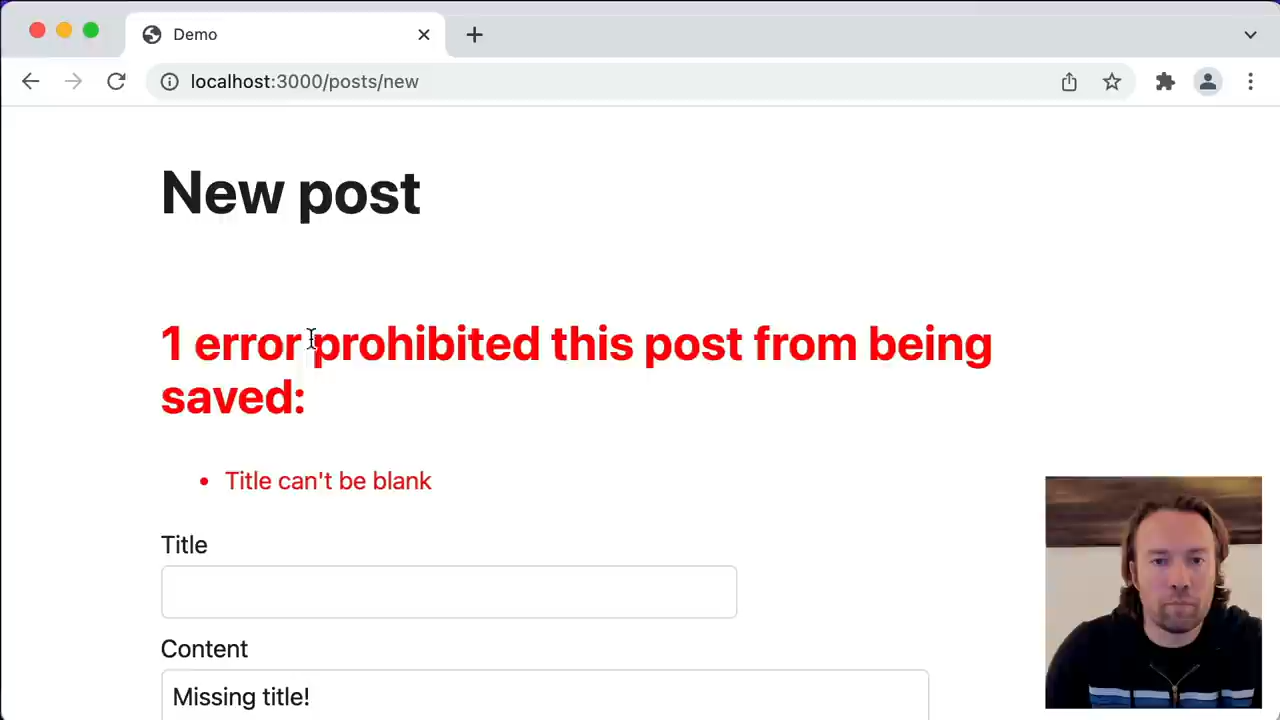 Demo
localhost:3000/posts/new
New post
1 error prohibited this post from being
saved:
Title can't be blank
Title
Content
Missing title!